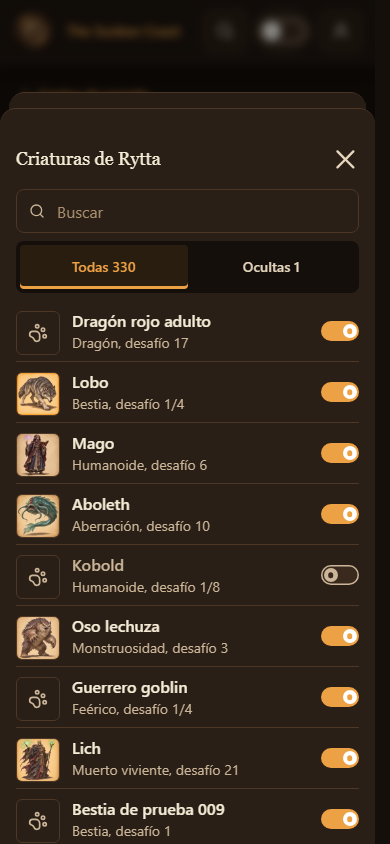 Criaturas de Rytta
Buscar
Todas 330
Ocultas 1
Dragón rojo adulto
Dragón, desafío 17
Lobo
Bestia, desafío 1/4
Mago
Humanoide, desafío 6
Aboleth
Aberración, desafío 10
Kobold
Humanoide, desafío 1/8
Oso lechuza
Monstruosidad, desafío 3
Guerrero goblin
Feérico, desafío 1/4
Lich
Muerto viviente, desafío 21
Bestia de prueba 009
Bestia, desafío 1